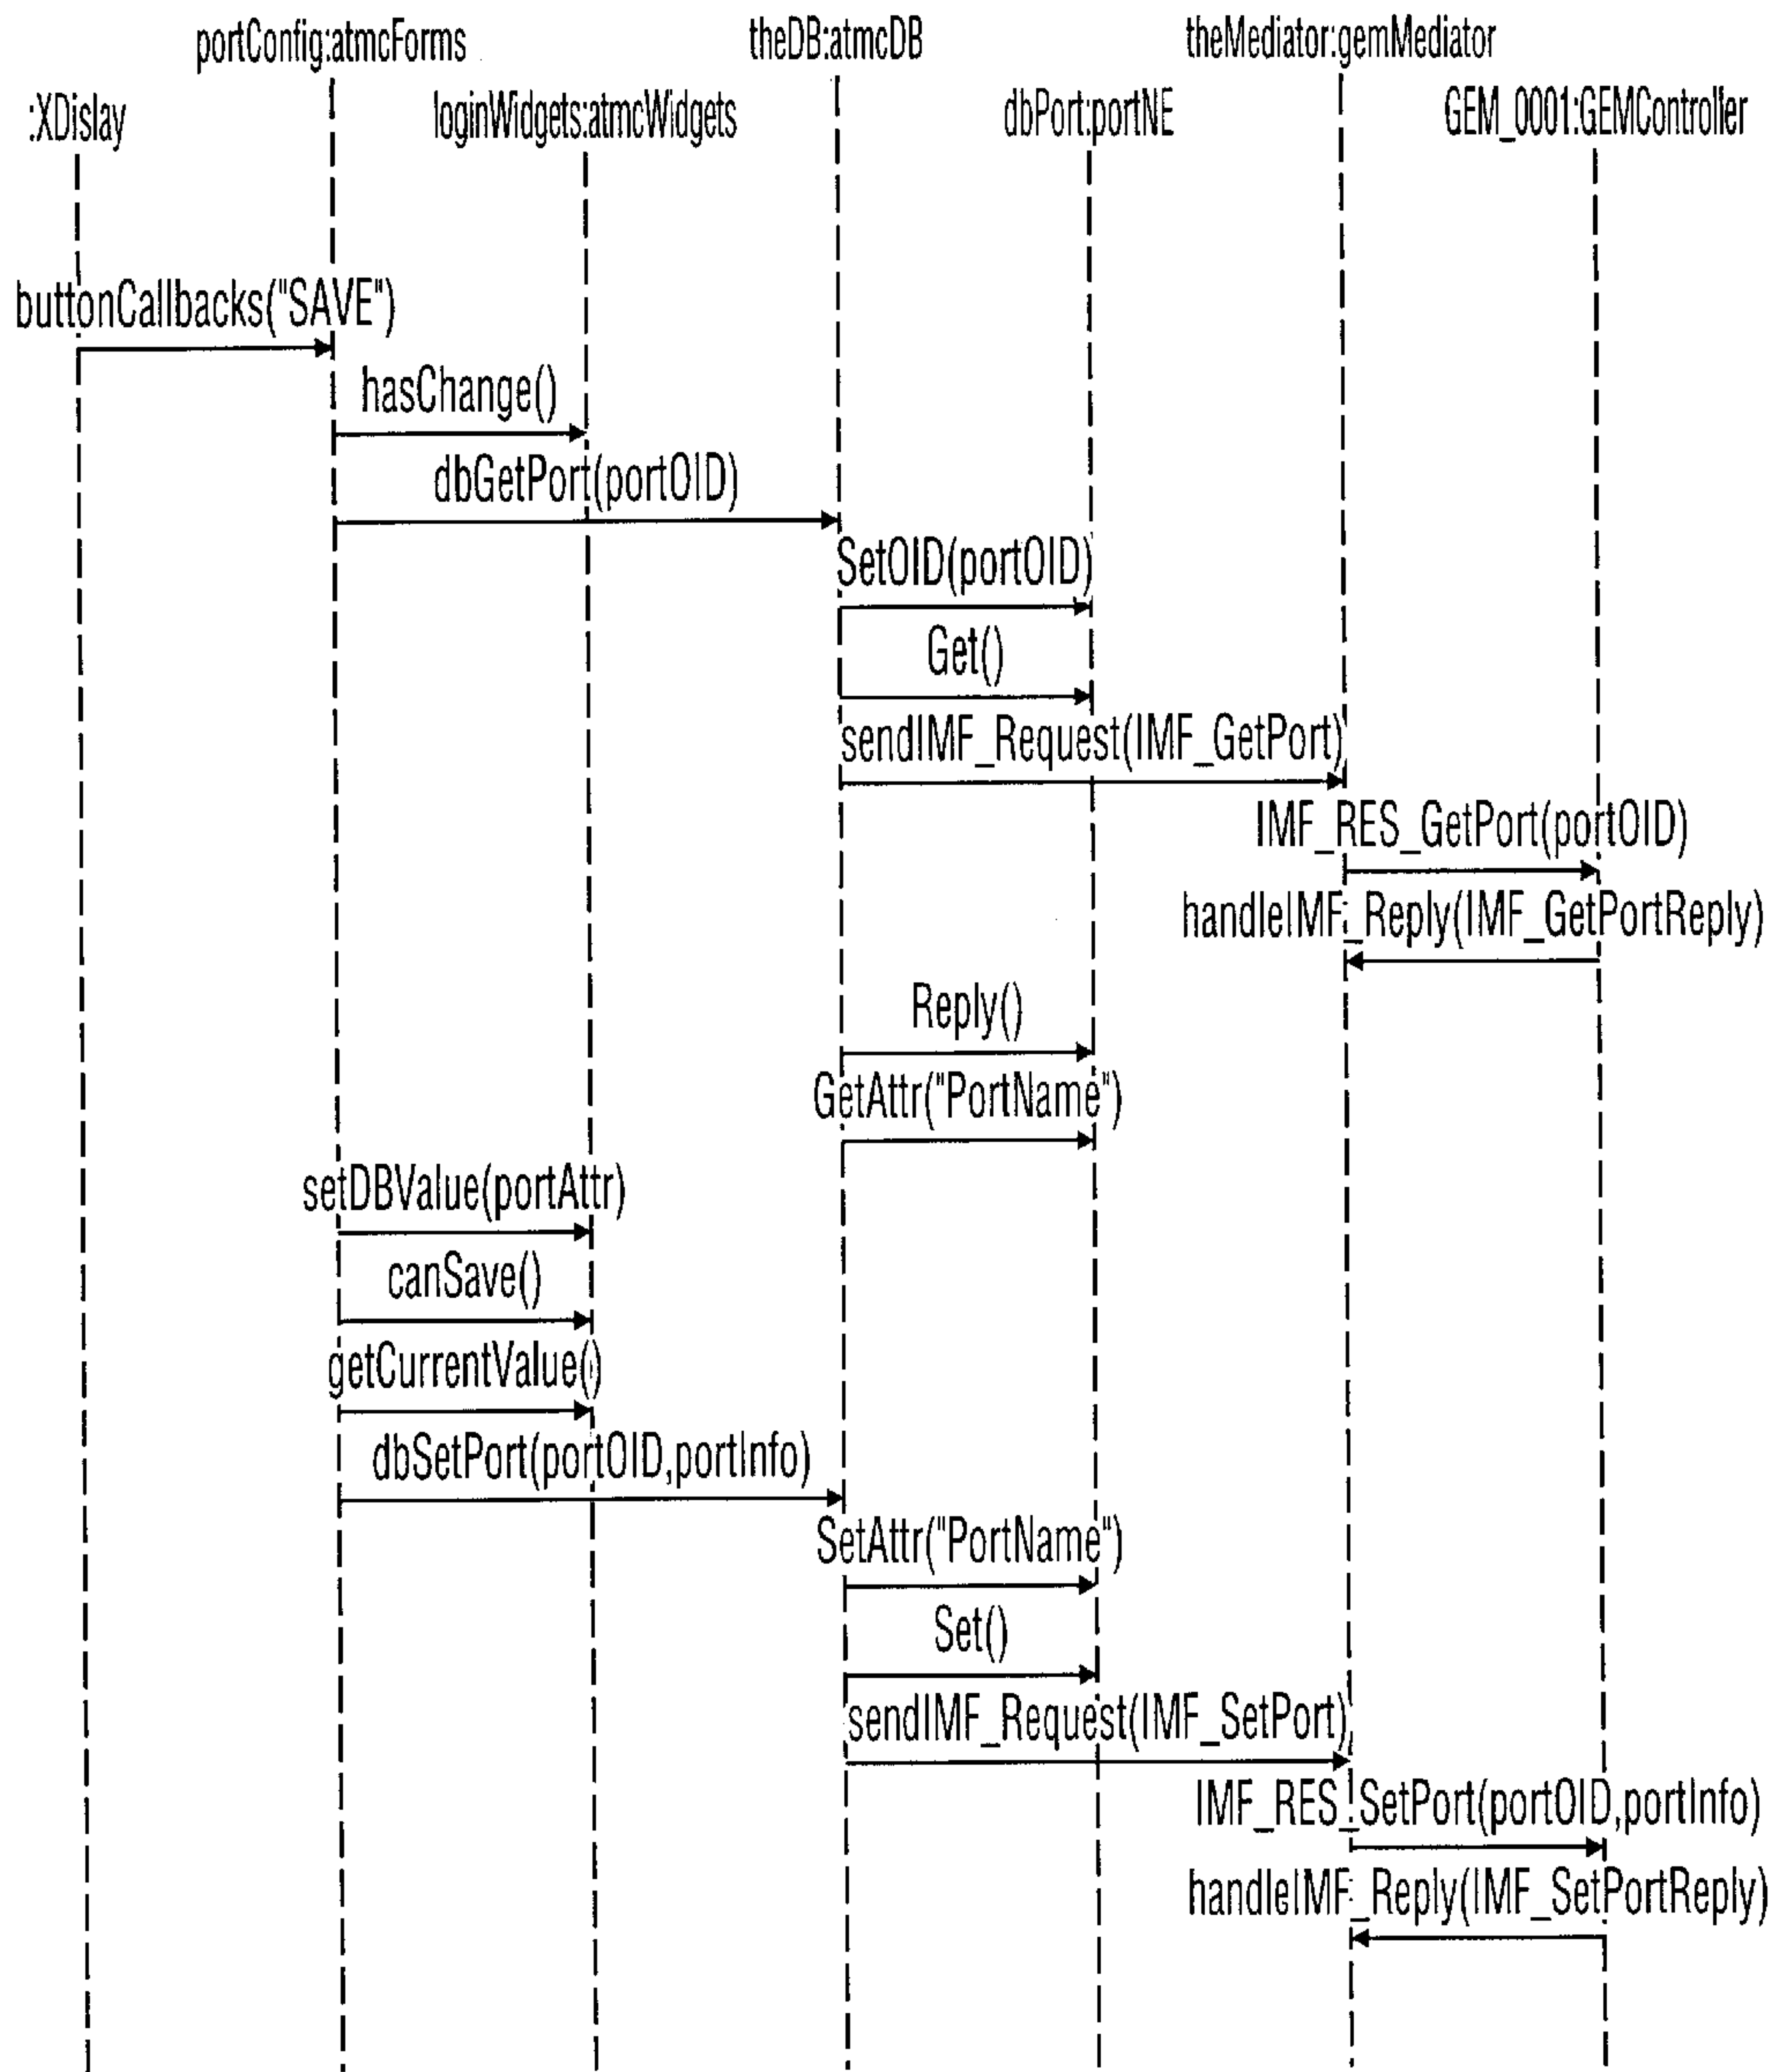 portConfig:atmcForms
theDB:atmcDB
theMediator:gemMediator
:XDislay
loginWidgets:atmcWidgets
dbPort:portNE
GEM_0001:GEMController
buttonCallbacks("SAVE")
hasChange()
dbGetPort(portOID)
SetOID(portOID)
Get()
sendIMF_Request(IMF_GetPort)
IMF_RES_GetPort(portOID)
handleIMF_Reply(IMF_GetPortReply)
Reply()
GetAttr("PortName")
setDBValue(portAttr)
canSave()
getCurrentValue()
dbSetPort(portOID,portInfo)
SetAttr("PortName")
Set()
sendIMF_Request(IMF_SetPort)
IMF_RES_SetPort(portOID,portInfo)
handleIMF_Reply(IMF_SetPortReply)